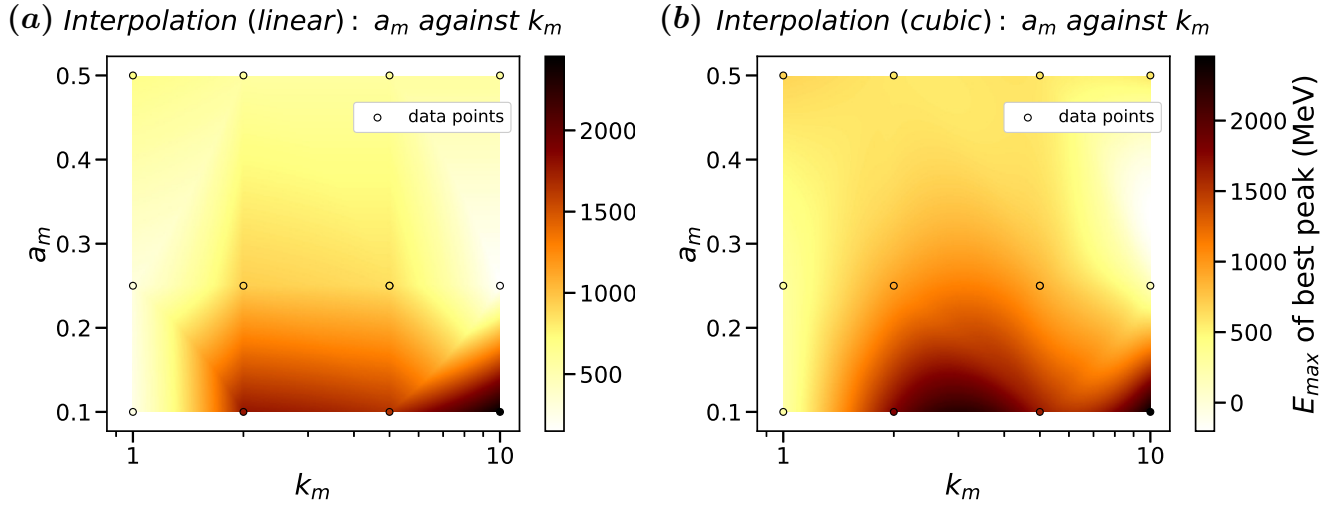 (a) Interpolation (linear) : a_m against k_m
0.5
0.4
0.3
0.2
0.1
a_m
data points
1
10
k_m
2000
1500
1000
500
(b) Interpolation (cubic) : a_m against k_m
0.5
0.4
0.3
0.2
0.1
a_m
data points
1
10
k_m
2000
1500
1000
500
0
E_max of best peak (MeV)